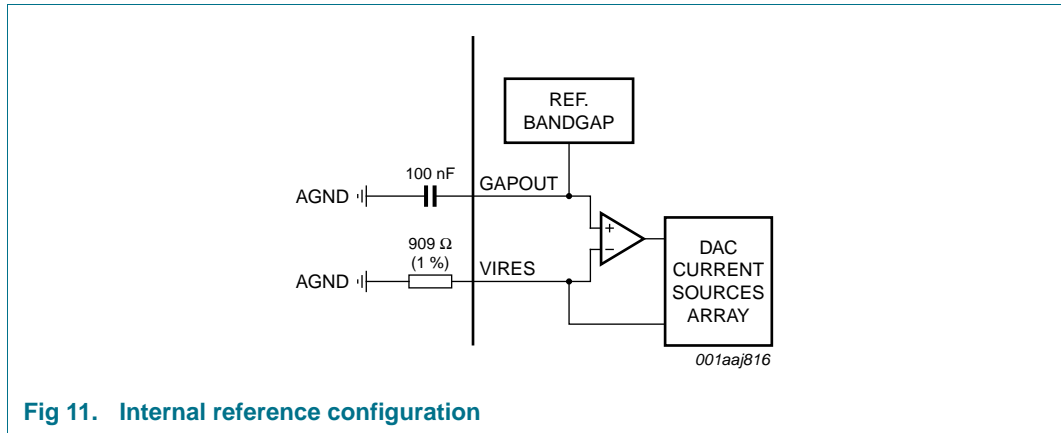 REF.
BANDGAP
100 nF
GAPOUT
AGND
+
909 Ω
(1 %)
−
VIRES
AGND
DAC
CURRENT
SOURCES
ARRAY
001aaj816
Fig 11. Internal reference configuration